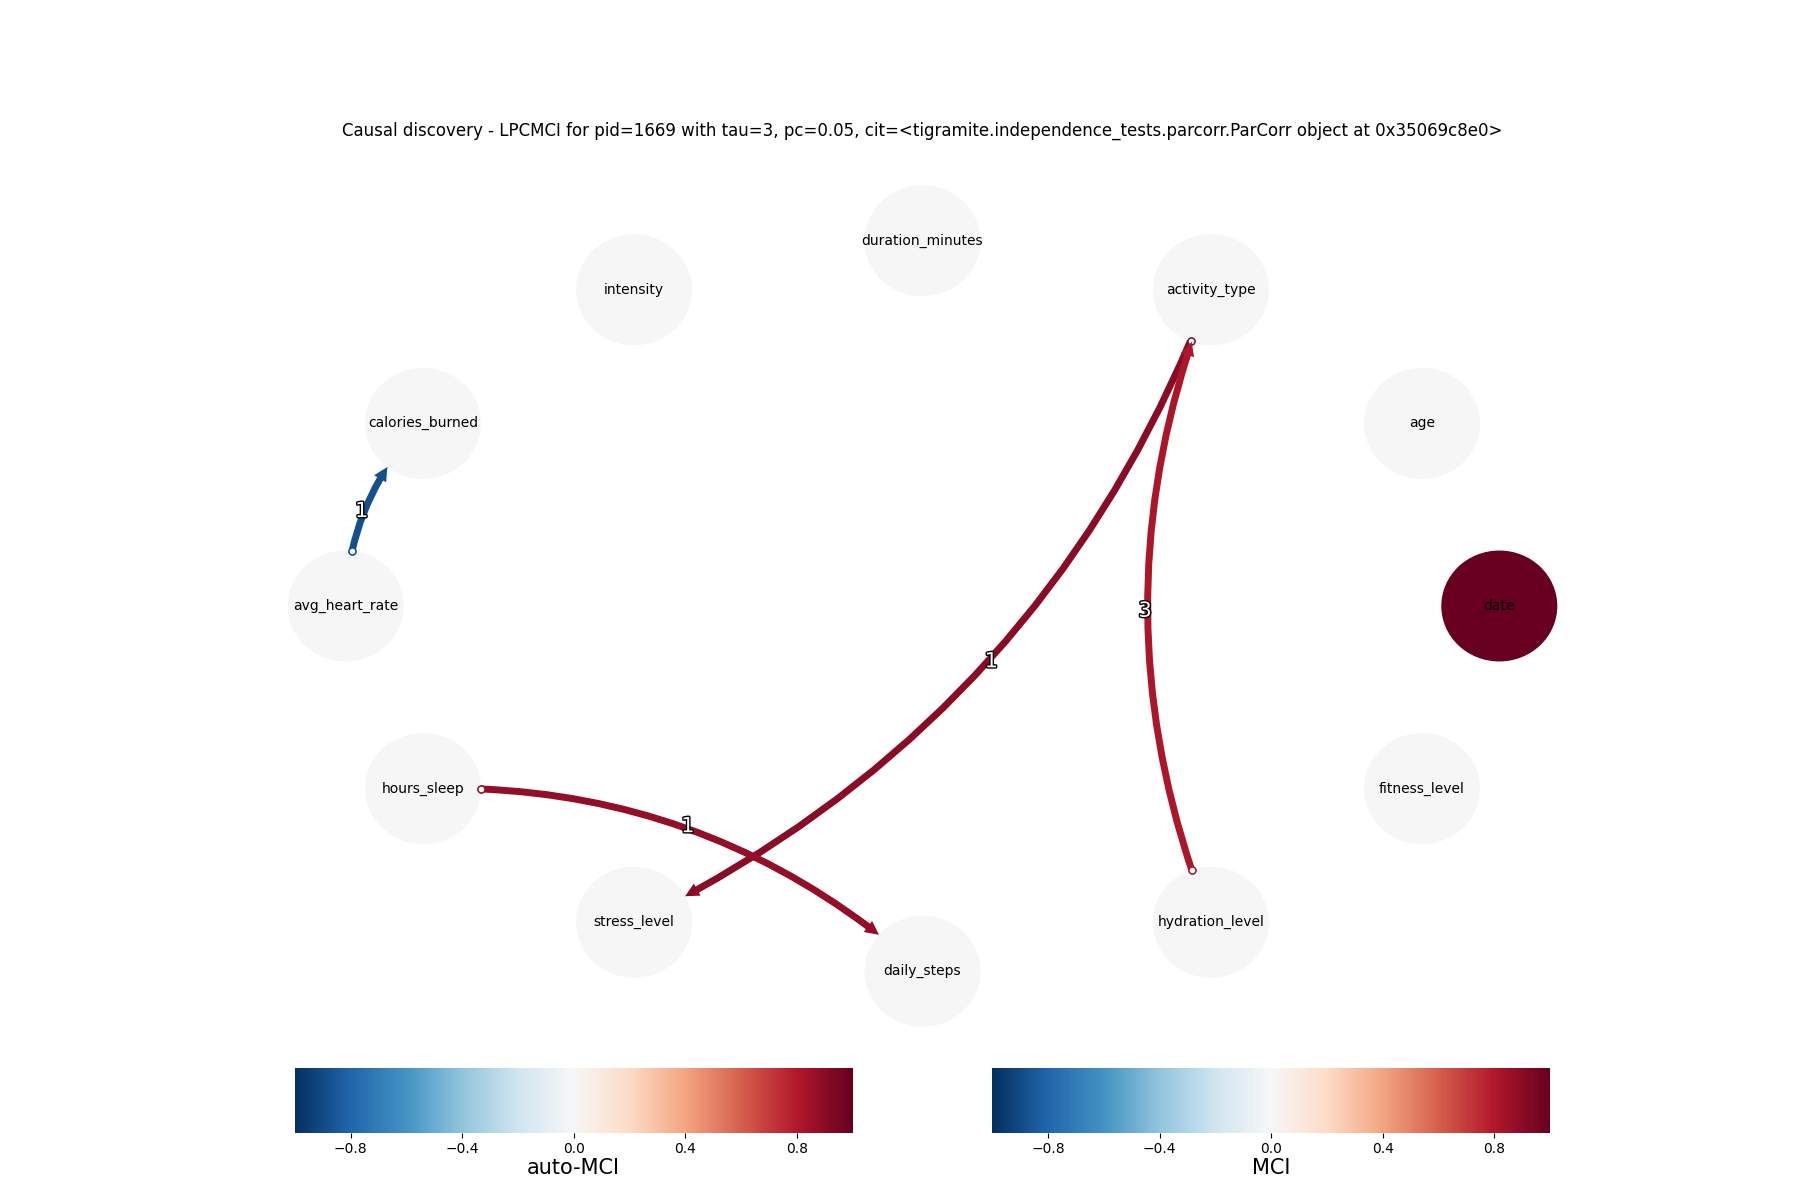 Causal discovery - LPCMCI for pid=1669 with tau=3, pc=0.05, cit=<tigramite.independence_tests.parcorr.ParCorr object at 0x35069c8e0>
duration_minutes
intensity
activity_type
calories_burned
age
1
avg_heart_rate
date
3
1
hours_sleep
fitness_level
1
stress_level
hydration_level
daily_steps
−0.8 −0.4 0.0 0.4 0.8
auto-MCI
−0.8 −0.4 0.0 0.4 0.8
MCI